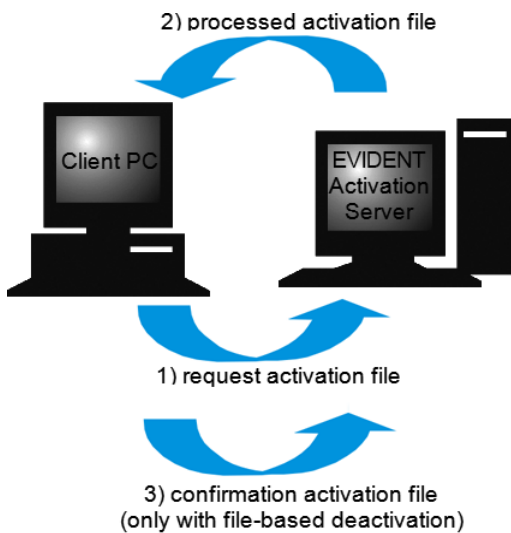 2) processed activation file
Client PC
EVIDENT
Activation
Server
1) request activation file
3) confirmation activation file
(only with file-based deactivation)